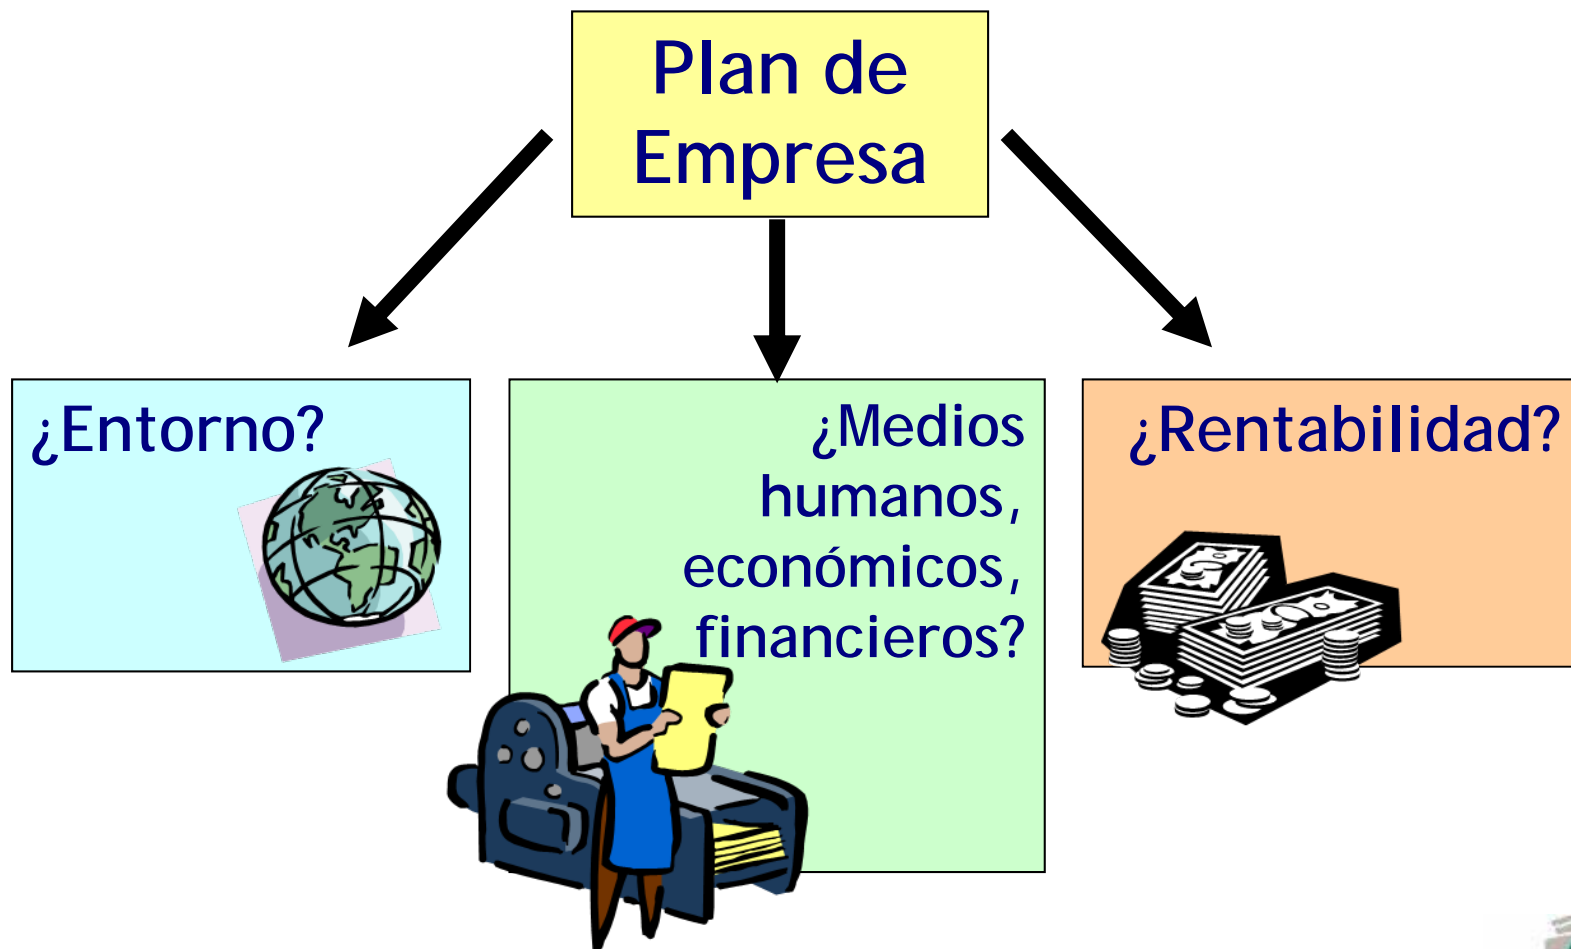 Plan de
Empresa
¿Entorno?
¿Medios
humanos,
económicos,
financieros?
¿Rentabilidad?